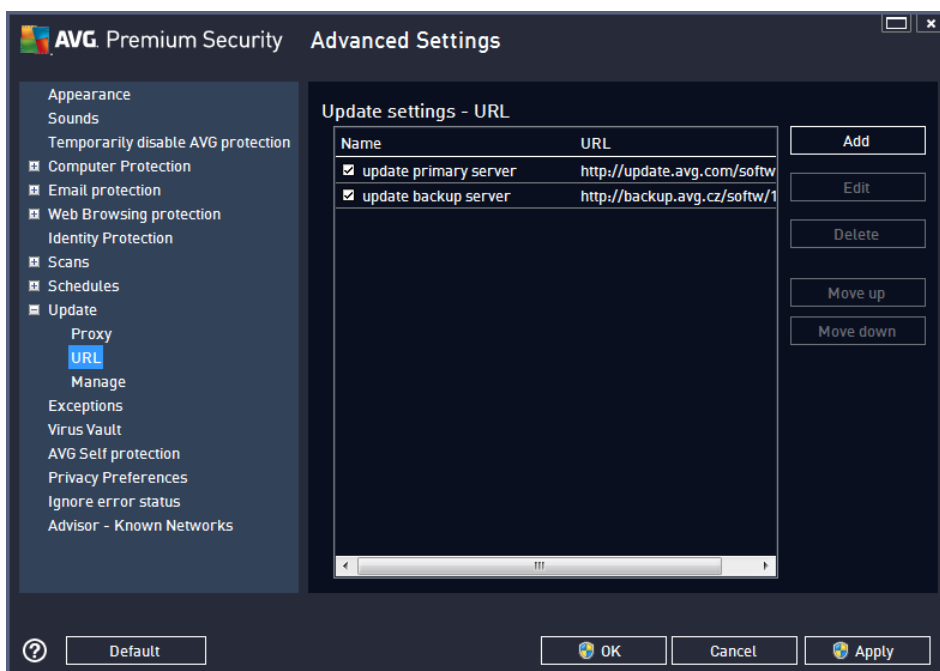 AVG. Premium Security Advanced Settings
Appearance
Sounds
Temporarily disable AVG protection
Computer Protection
Email protection
Web Browsing protection
Identity Protection
Scans
Schedules
Update
Proxy
URL
Manage
Exceptions
Virus Vault
AVG Self protection
Privacy Preferences
Ignore error status
Advisor - Known Networks
Update settings - URL
Name URL
update primary server http://update.avg.com/softw
update backup server http://backup.avg.cz/softw/1
Add
Edit
Delete
Move up
Move down
Default
OK
Cancel
Apply